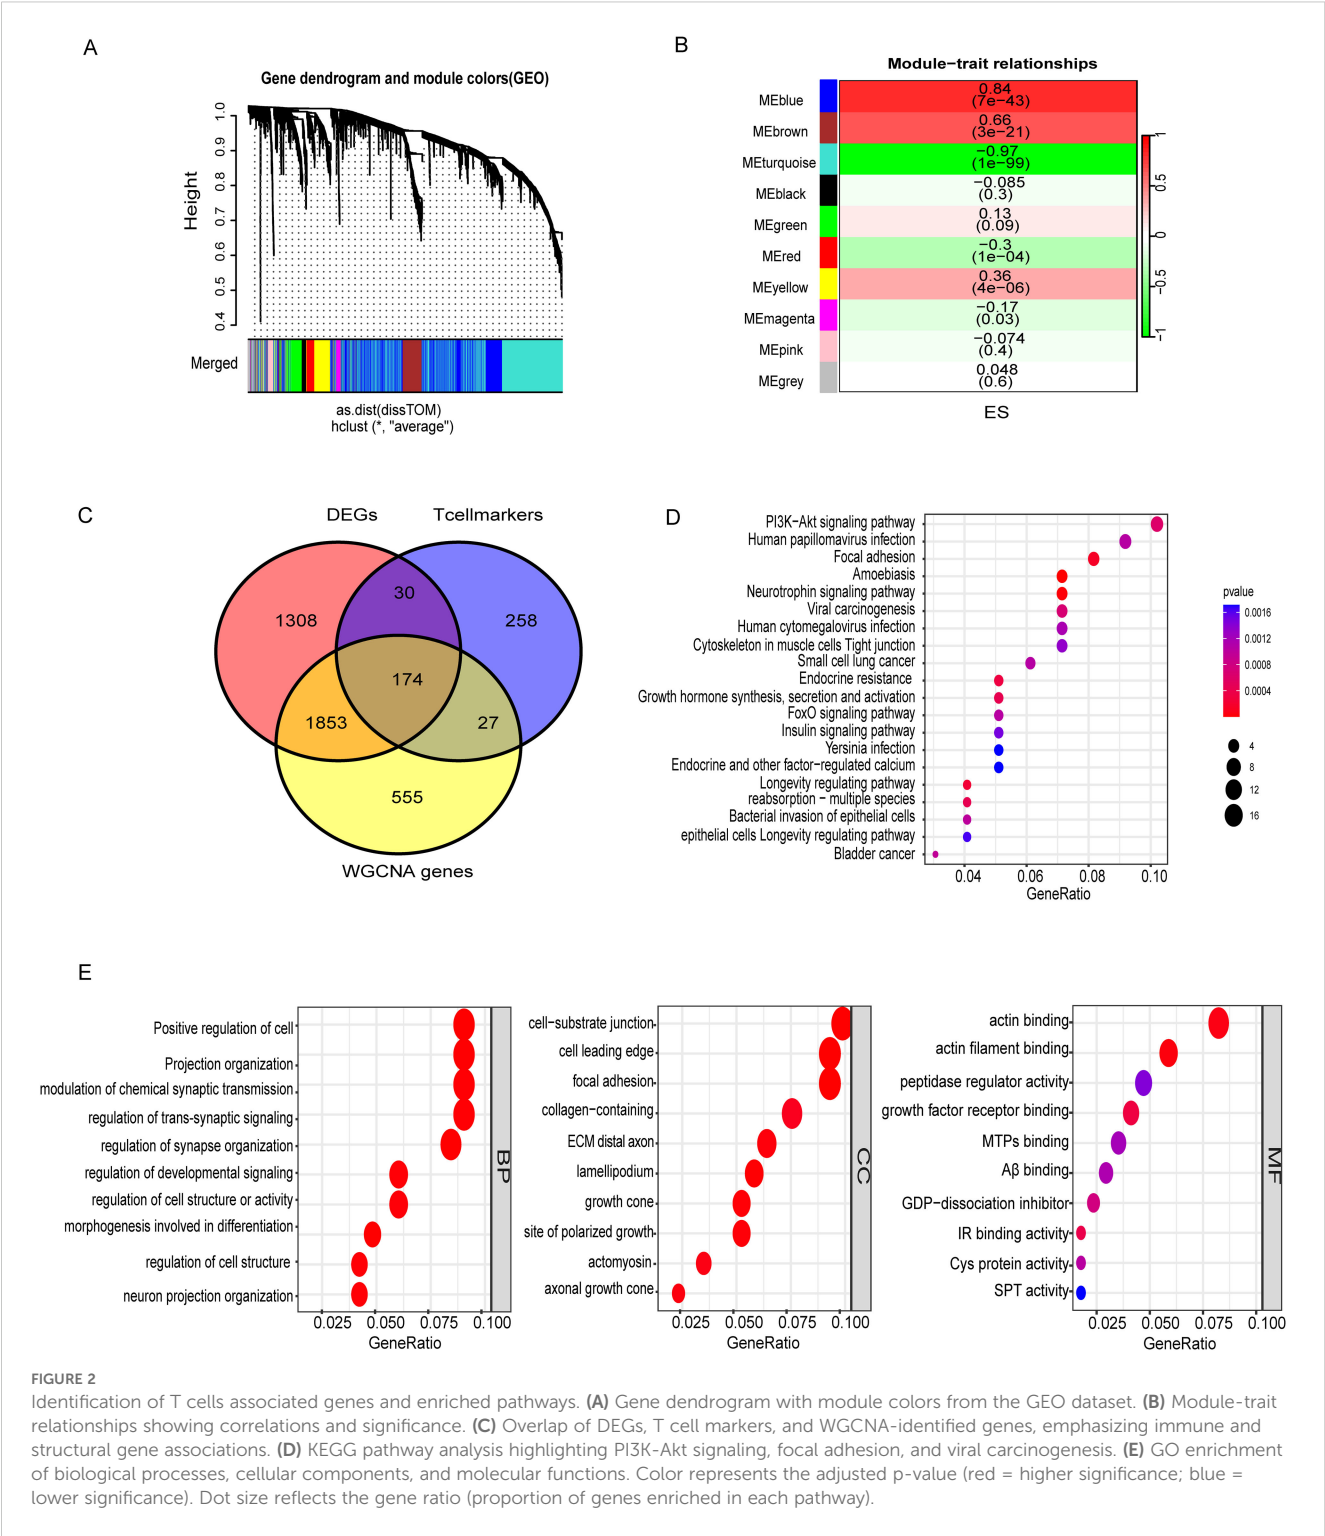 A
Gene dendrogram and module colors(GEO)
Height
1.0
0.9
0.8
0.7
0.6
0.5
0.4
Merged
as.dist(dissTOM)
hclust (*, "average")
B
Module−trait relationships
MEblue
0.84
(7e−43)
MEbrown
0.66
(3e−21)
MEturquoise
−0.97
(1e−99)
MEblack
−0.085
(0.3)
MEgreen
0.13
(0.09)
MEred
−0.3
(1e−04)
MEyellow
0.36
(4e−06)
MEmagenta
−0.17
(0.03)
MEpink
−0.074
(0.4)
MEgrey
0.048
(0.6)
ES
1
0.5
0
−0.5
−1
C
DEGs
Tcellmarkers
30
1308
258
174
1853
27
555
WGCNA genes
D
PI3K−Akt signaling pathway
Human papillomavirus infection
Focal adhesion
Amoebiasis
Neurotrophin signaling pathway
Viral carcinogenesis
Human cytomegalovirus infection
Cytoskeleton in muscle cells Tight junction
Small cell lung cancer
Endocrine resistance
Growth hormone synthesis, secretion and activation
FoxO signaling pathway
Insulin signaling pathway
Yersinia infection
Endocrine and other factor−regulated calcium
Longevity regulating pathway
reabsorption − multiple species
Bacterial invasion of epithelial cells
epithelial cells Longevity regulating pathway
Bladder cancer
0.04 0.06 0.08 0.10
GeneRatio
pvalue
0.0016
0.0012
0.0008
0.0004
4
8
12
16
E
Positive regulation of cell
Projection organization
modulation of chemical synaptic transmission
regulation of trans-synaptic signaling
regulation of synapse organization
regulation of developmental signaling
regulation of cell structure or activity
morphogenesis involved in differentiation
regulation of cell structure
neuron projection organization
BP
0.025 0.050 0.075 0.100
GeneRatio
cell−substrate junction
cell leading edge
focal adhesion
collagen−containing
ECM distal axon
lamellipodium
growth cone
site of polarized growth
actomyosin
axonal growth cone
CC
0.025 0.050 0.075 0.100
GeneRatio
actin binding
actin filament binding
peptidase regulator activity
growth factor receptor binding
MTPs binding
Aβ binding
GDP−dissociation inhibitor
IR binding activity
Cys protein activity
SPT activity
MF
0.025 0.050 0.075 0.100
GeneRatio
FIGURE 2
Identification of T cells associated genes and enriched pathways. (A) Gene dendrogram with module colors from the GEO dataset. (B) Module-trait
relationships showing correlations and significance. (C) Overlap of DEGs, T cell markers, and WGCNA-identified genes, emphasizing immune and
structural gene associations. (D) KEGG pathway analysis highlighting PI3K-Akt signaling, focal adhesion, and viral carcinogenesis. (E) GO enrichment
of biological processes, cellular components, and molecular functions. Color represents the adjusted p-value (red = higher significance; blue =
lower significance). Dot size reflects the gene ratio (proportion of genes enriched in each pathway).